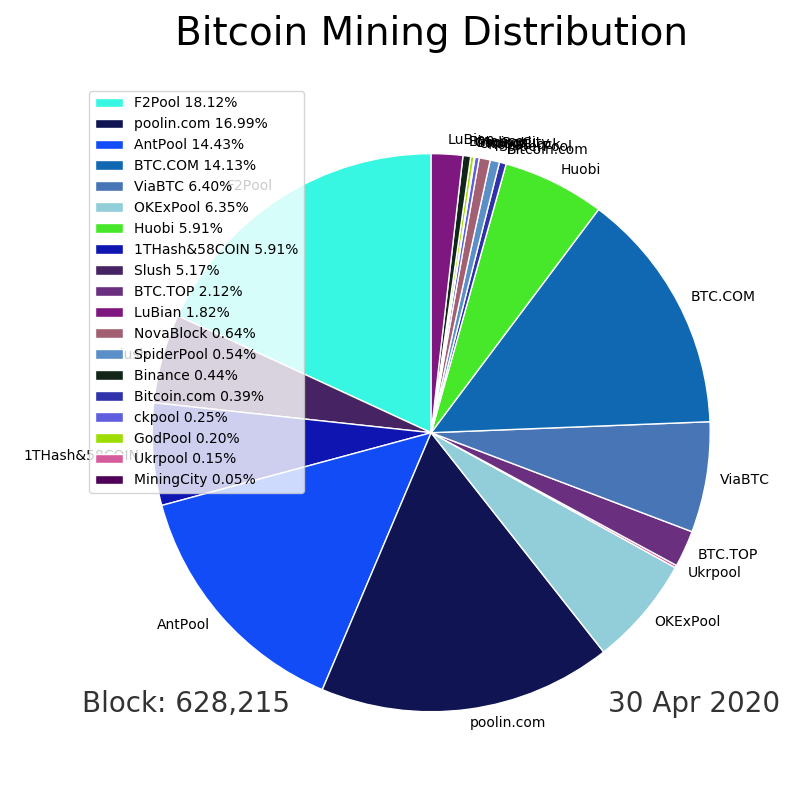 Bitcoin Mining Distribution
F2Pool 18.12%
poolin.com 16.99%
AntPool 14.43%
BTC.COM 14.13%
ViaBTC 6.40%
OKExPool 6.35%
Huobi 5.91%
1THash&58COIN 5.91%
Slush 5.17%
BTC.TOP 2.12%
LuBian 1.82%
NovaBlock 0.64%
SpiderPool 0.54%
Binance 0.44%
Bitcoin.com 0.39%
ckpool 0.25%
GodPool 0.20%
Ukrpool 0.15%
MiningCity 0.05%
LuBian
Bitcoin.com
Huobi
F2Pool
BTC.COM
1THash&58COIN
ViaBTC
BTC.TOP
Ukrpool
OKExPool
AntPool
poolin.com
Block: 628,215
30 Apr 2020